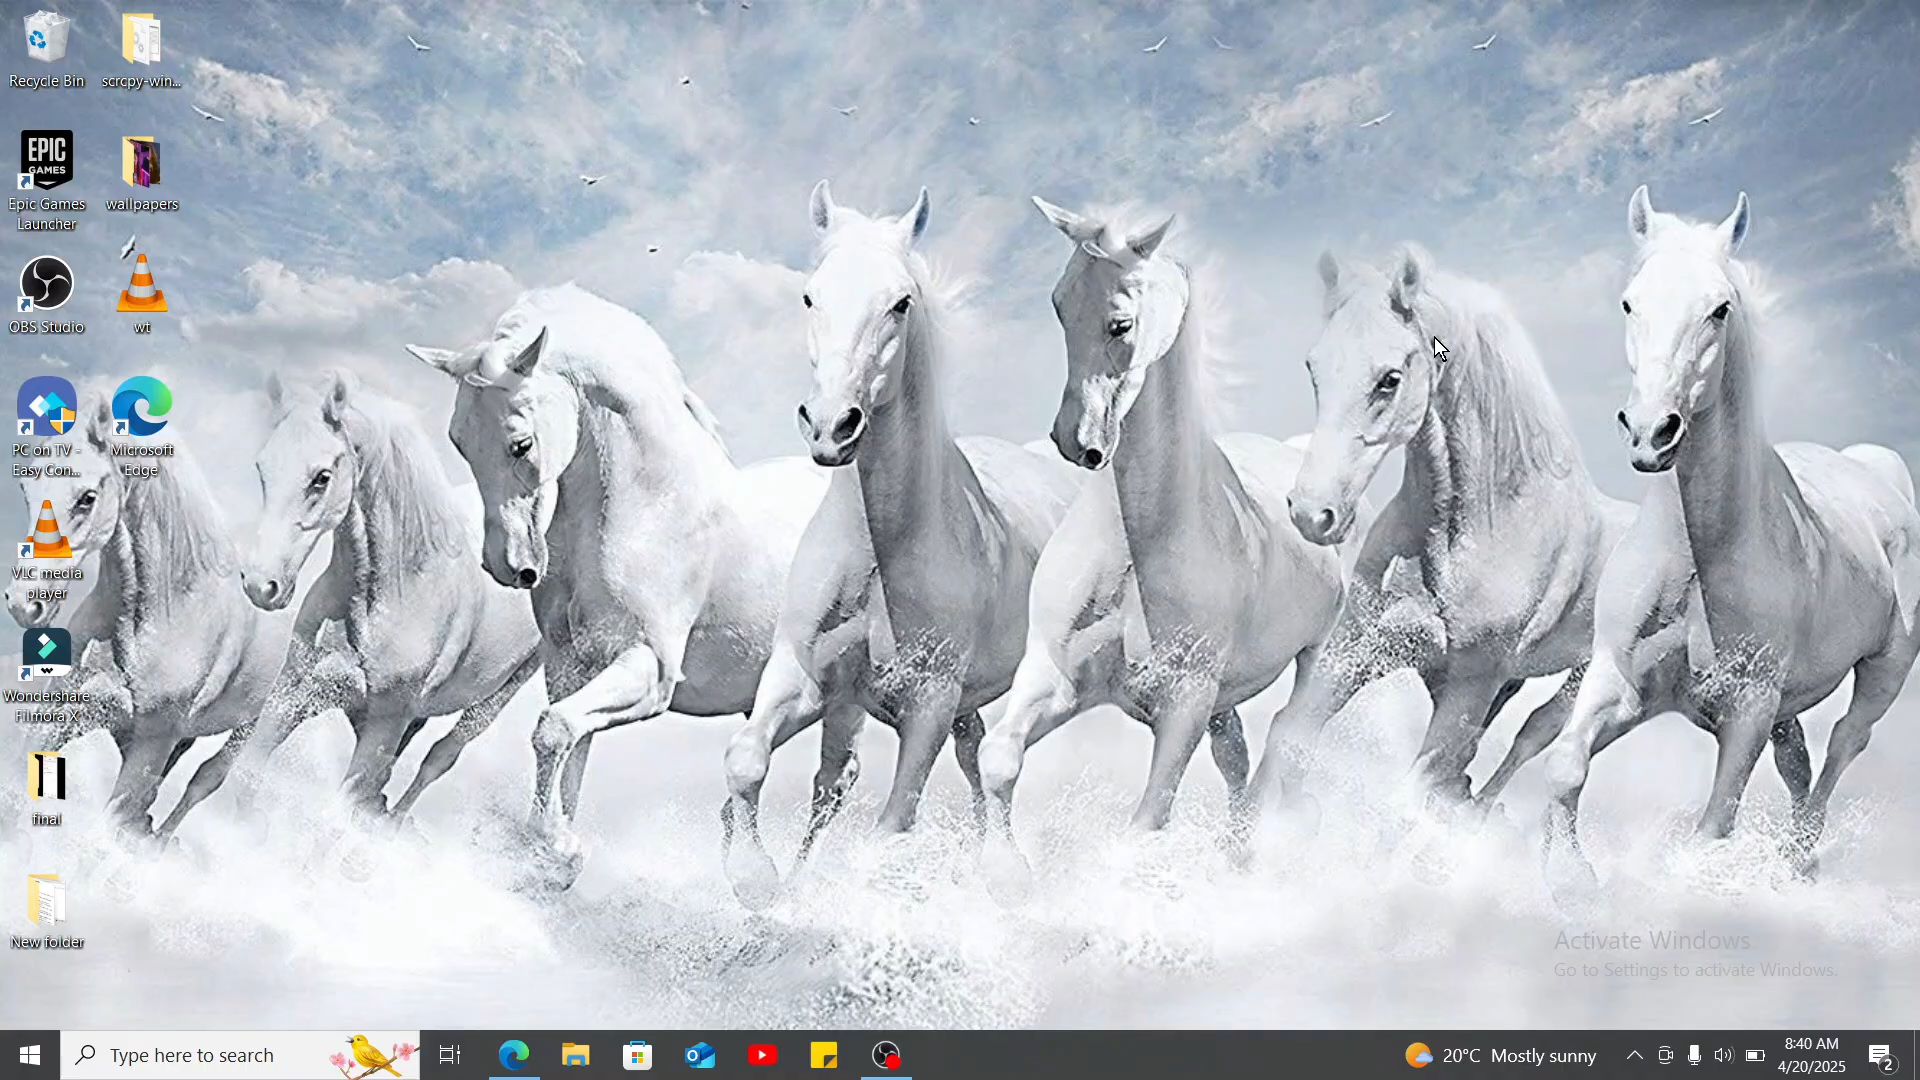 Recycle Bin
scrcpy-win...
EPIC
GAMES
Epic Games
Launcher
wallpapers
OBS Studio
wt
PC on TV -
Easy Con...
Microsoft
Edge
VLC media
player
Wondershare
Filmora X
final
New folder
Activate Windows
Go to Settings to activate Windows.
Type here to search
20°C Mostly sunny
8:40 AM
4/20/2025
2